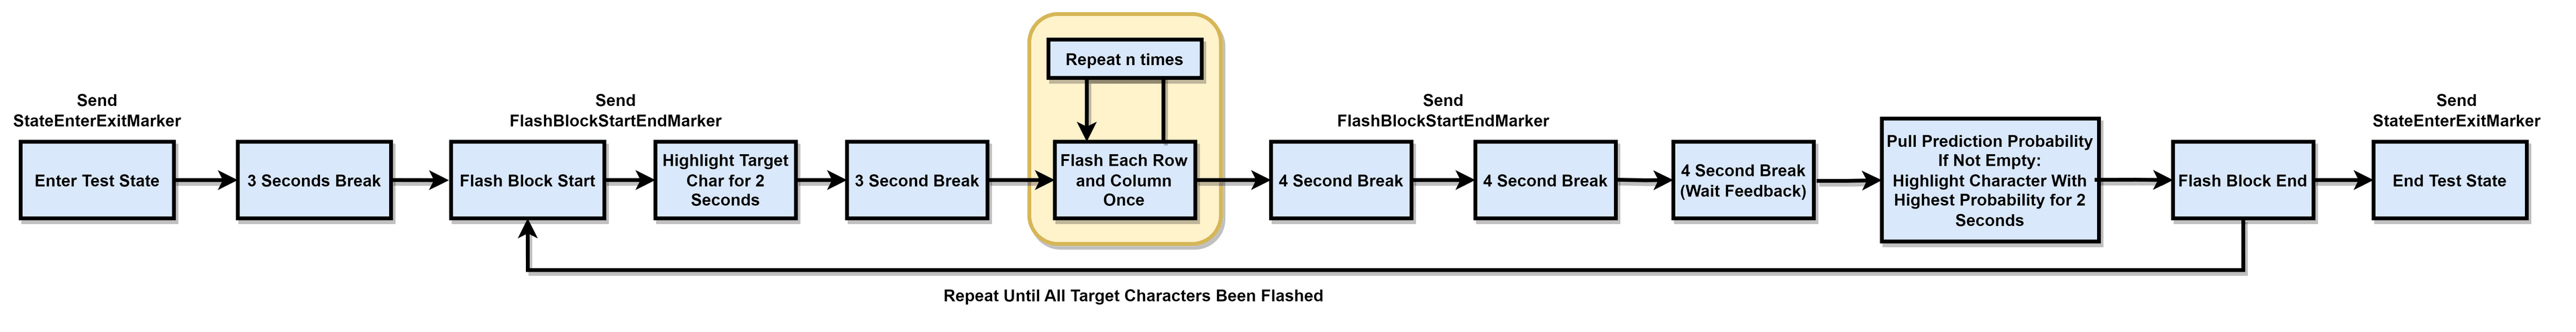 Send
StateEnterExitMarker
Enter Test State
3 Seconds Break
Send
FlashBlockStartEndMarker
Flash Block Start
Highlight Target
Char for 2
Seconds
3 Second Break
Repeat n times
Flash Each Row
and Column
Once
Send
FlashBlockStartEndMarker
4 Second Break
4 Second Break
4 Second Break
(Wait Feedback)
Pull Prediction Probability
If Not Empty:
Highlight Character With
Highest Probability for 2
Seconds
Flash Block End
Send
StateEnterExitMarker
End Test State
Repeat Until All Target Characters Been Flashed